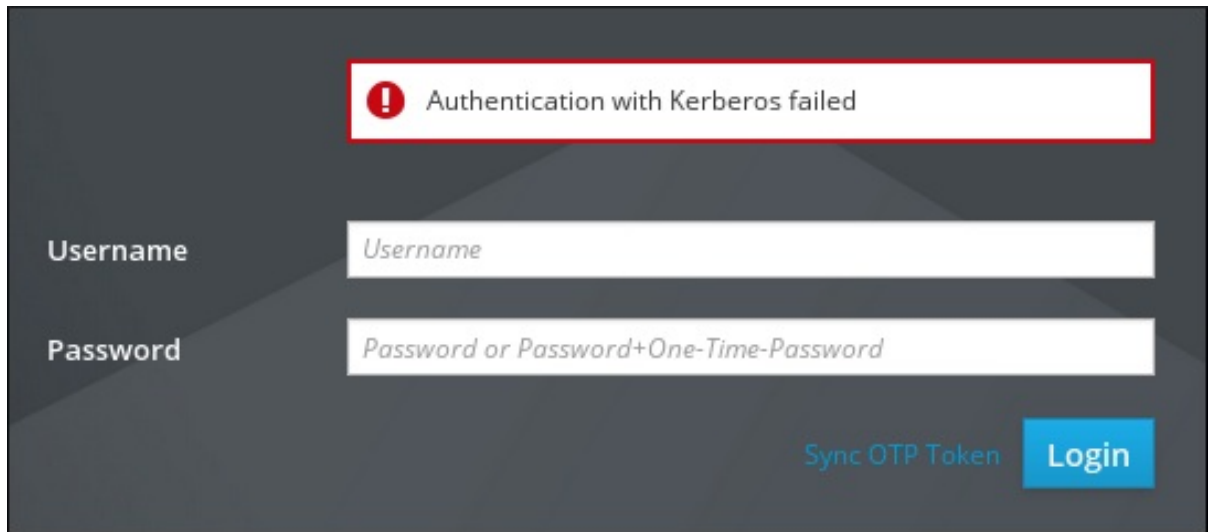 Authentication with Kerberos failed
Username
Username
Password
Password or Password+One-Time-Password
Sync OTP Token
Login